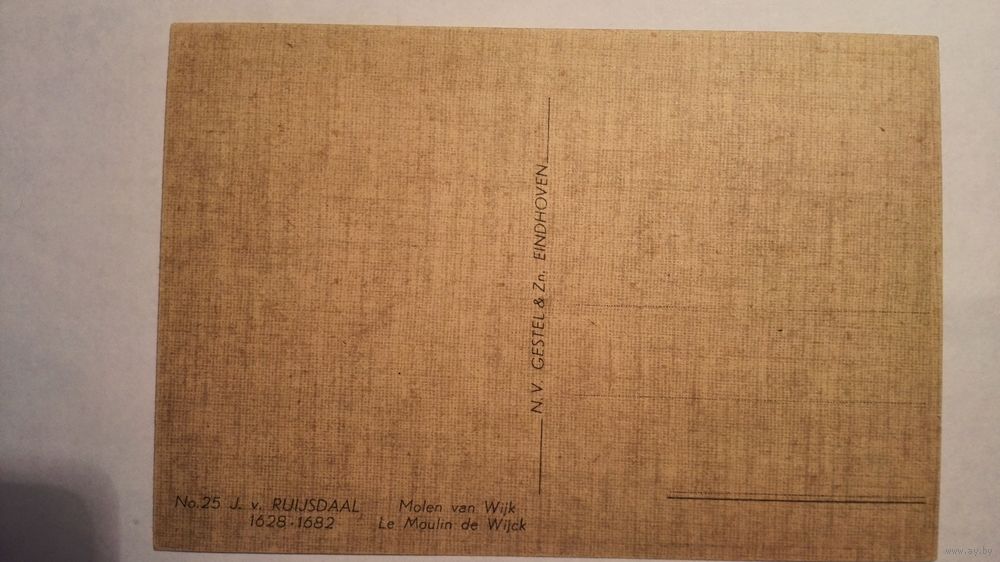 No.25 J. v. RUIJSDAAL
1628-1682
Molen van Wijk
Le Moulin de Wijck
N.V. GESTEL & Zn. EINDHOVEN
www.ay.by